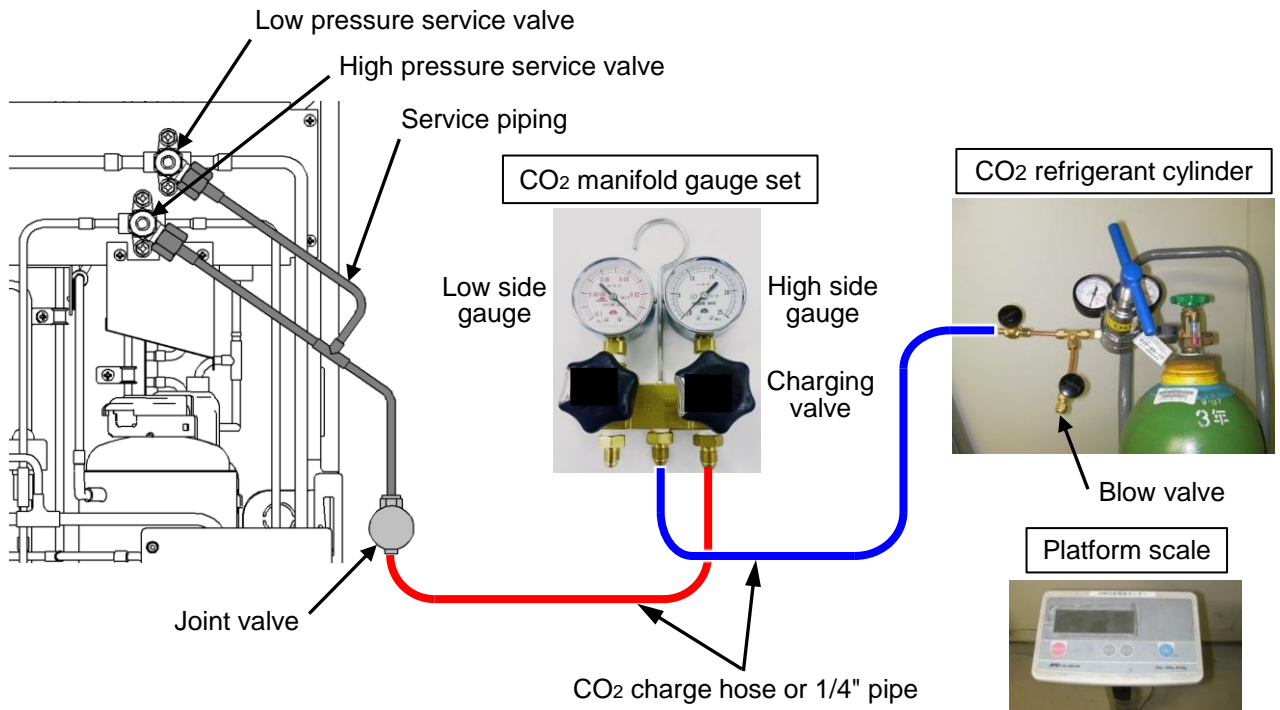 Low pressure service valve
High pressure service valve
Service piping
CO2 manifold gauge set
CO2 refrigerant cylinder
Low side
gauge
High side
gauge
Charging
valve
3年
Blow valve
Platform scale
Joint valve
CO2 charge hose or 1/4" pipe